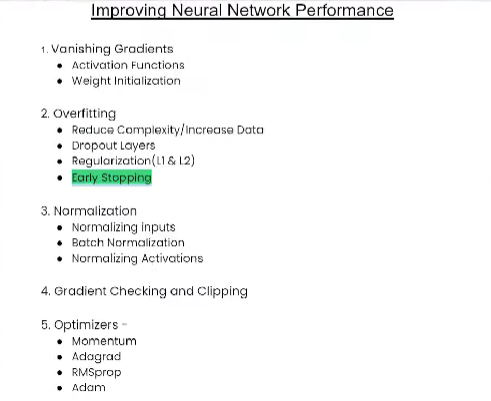 Improving Neural Network Performance
1. Vanishing Gradients
• Activation Functions
• Weight Initialization
2. Overfitting
• Reduce Complexity/Increase Data
• Dropout Layers
• Regularization(L1 & L2)
• Early Stopping
3. Normalization
• Normalizing inputs
• Batch Normalization
• Normalizing Activations
4. Gradient Checking and Clipping
5. Optimizers -
• Momentum
• Adagrad
• RMSprop
• Adam